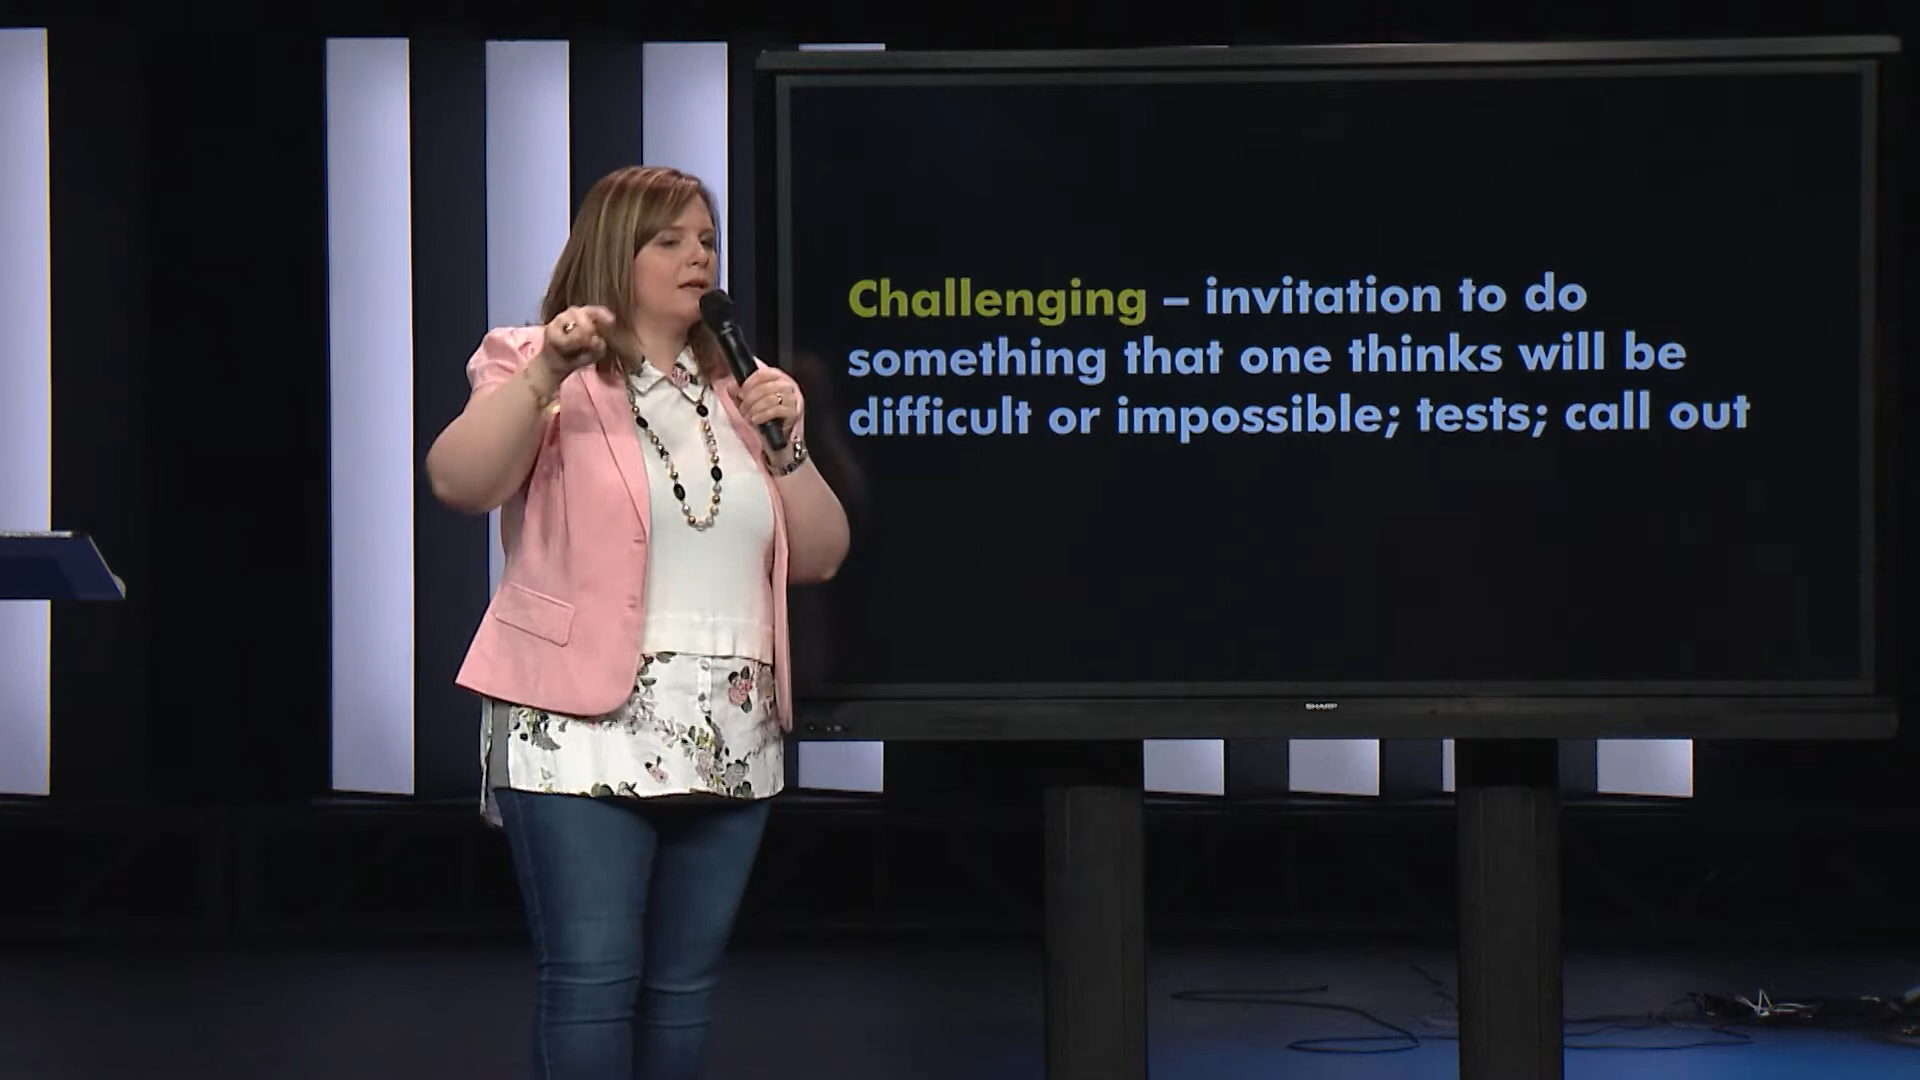 Challenging – invitation to do
something that one thinks will be
difficult or impossible; tests; call out
SHARP